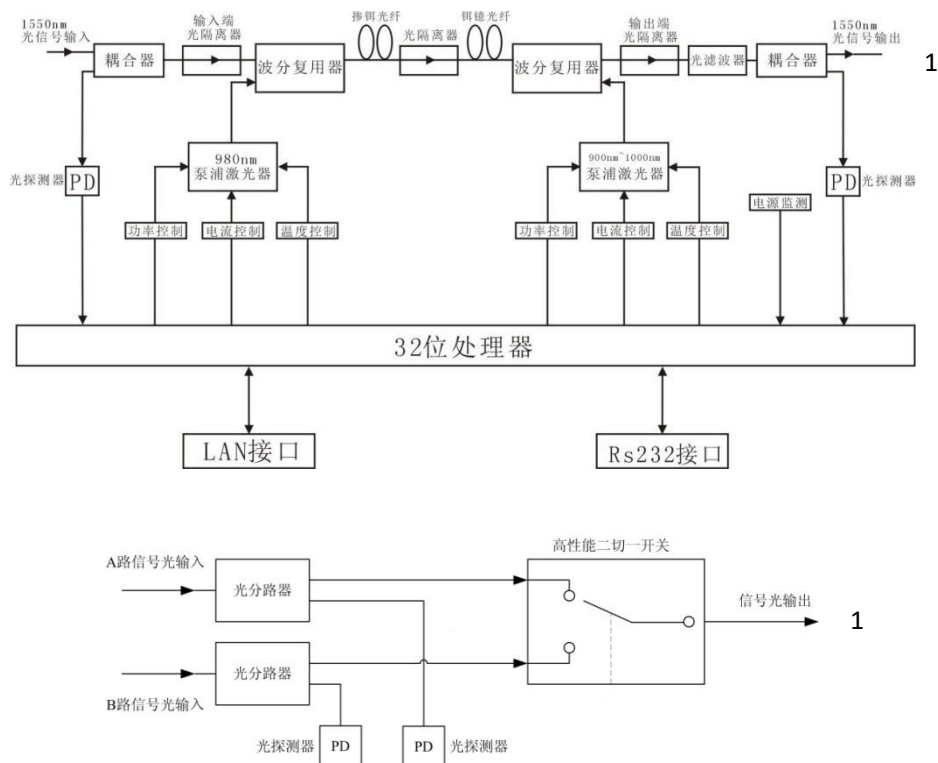 1550nm
光信号输入
耦合器
输入端
光隔离器
波分复用器
掺铒光纤
光隔离器
铒镱光纤
波分复用器
输出端
光隔离器
光滤波器
耦合器
1550nm
光信号输出
1
光探测器
PD
980nm
泵浦激光器
900nm~1000nm
泵浦激光器
PD
光探测器
电源监测
功率控制
电流控制
温度控制
功率控制
电流控制
温度控制
32位处理器
LAN接口
Rs232接口
高性能二切一开关
A路信号光输入
光分路器
信号光输出
1
光分路器
B路信号光输入
光探测器
PD
PD
光探测器